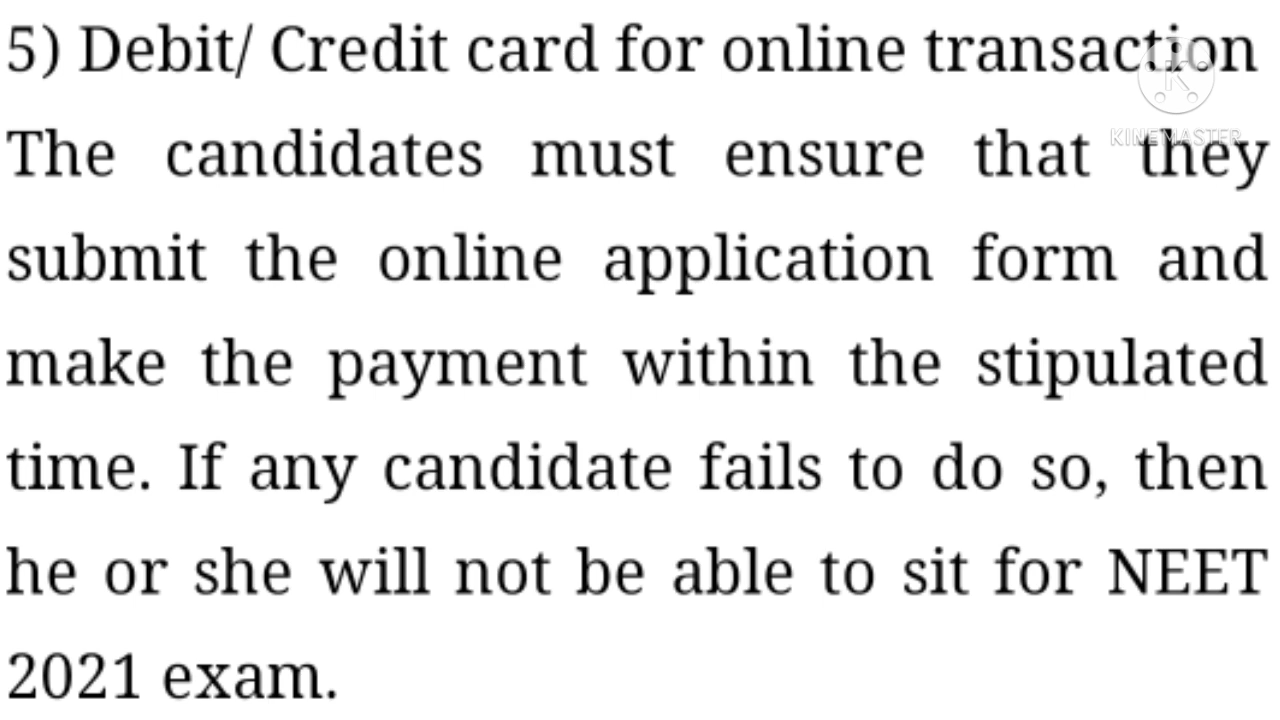 5) Debit/ Credit card for online transaction
The candidates must ensure that they
submit the online application form and
make the payment within the stipulated
time. If any candidate fails to do so, then
he or she will not be able to sit for NEET
2021 exam.
K
KINEMASTER